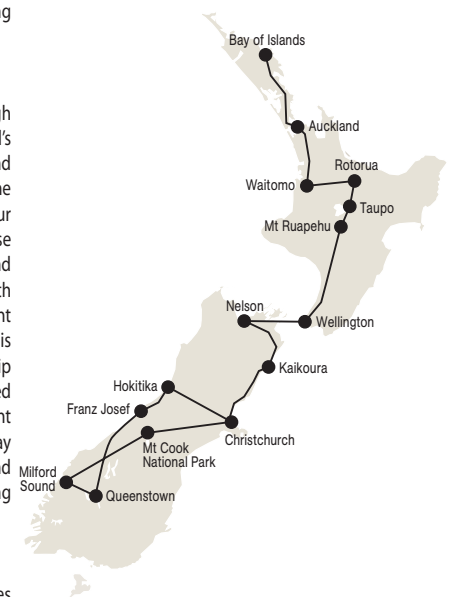 Bay of Islands
Auckland
Rotorua
Waitomo
Taupo
Mt Ruapehu
Nelson
Wellington
Kaikoura
Hokitika
Franz Josef
Christchurch
Mt Cook
National Park
Milford
Sound
Queenstown